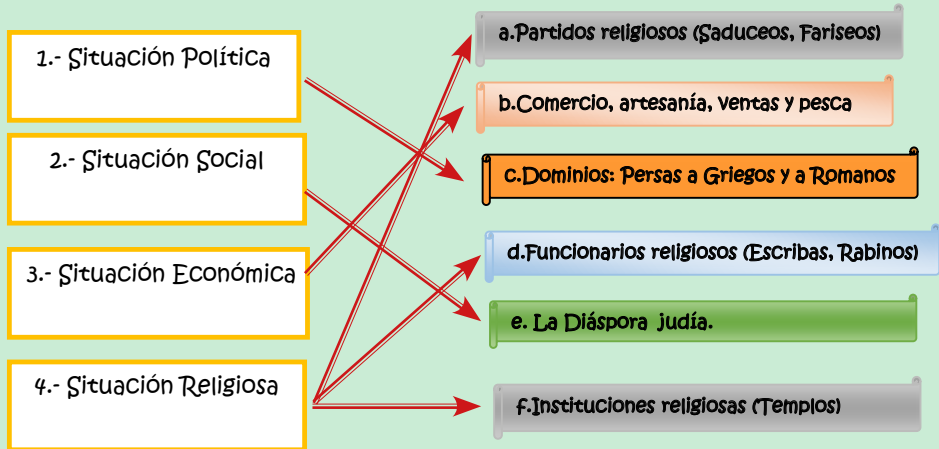 1.- Situación Política
2.- Situación Social
3.- Situación Económica
4.- Situación Religiosa
a.Partidos religiosos (Saduceos, Fariseos)
b.Comercio, artesanía, ventas y pesca
c.Dominios: Persas a Griegos y a Romanos
d.Funcionarios religiosos (Escribas, Rabinos)
e. La Diáspora judía.
f.Instituciones religiosas (Templos)